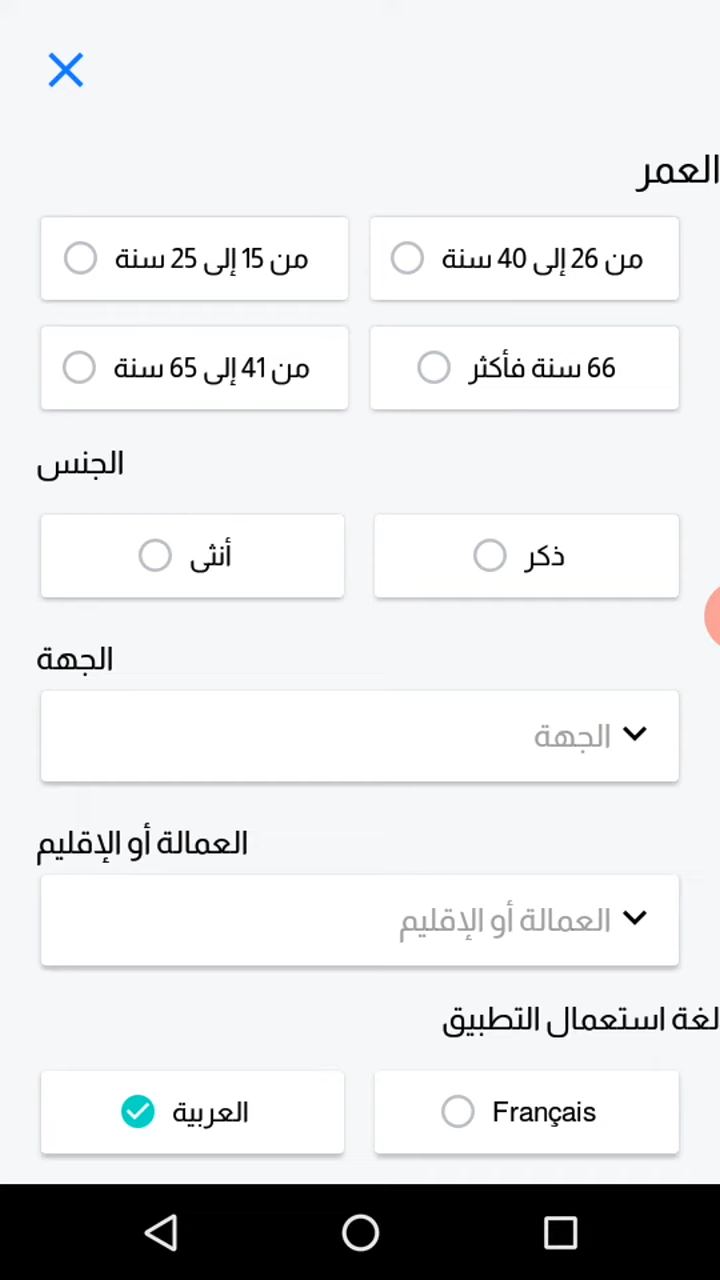 العمر
من 26 إلى 40 سنة
من 15 إلى 25 سنة
66 سنة فأكثر
من 41 إلى 65 سنة
الجنس
ذكر
أنثى
الجهة
الجهة
العمالة أو الإقليم
العمالة أو الإقليم
لغة استعمال التطبيق
Français
العربية